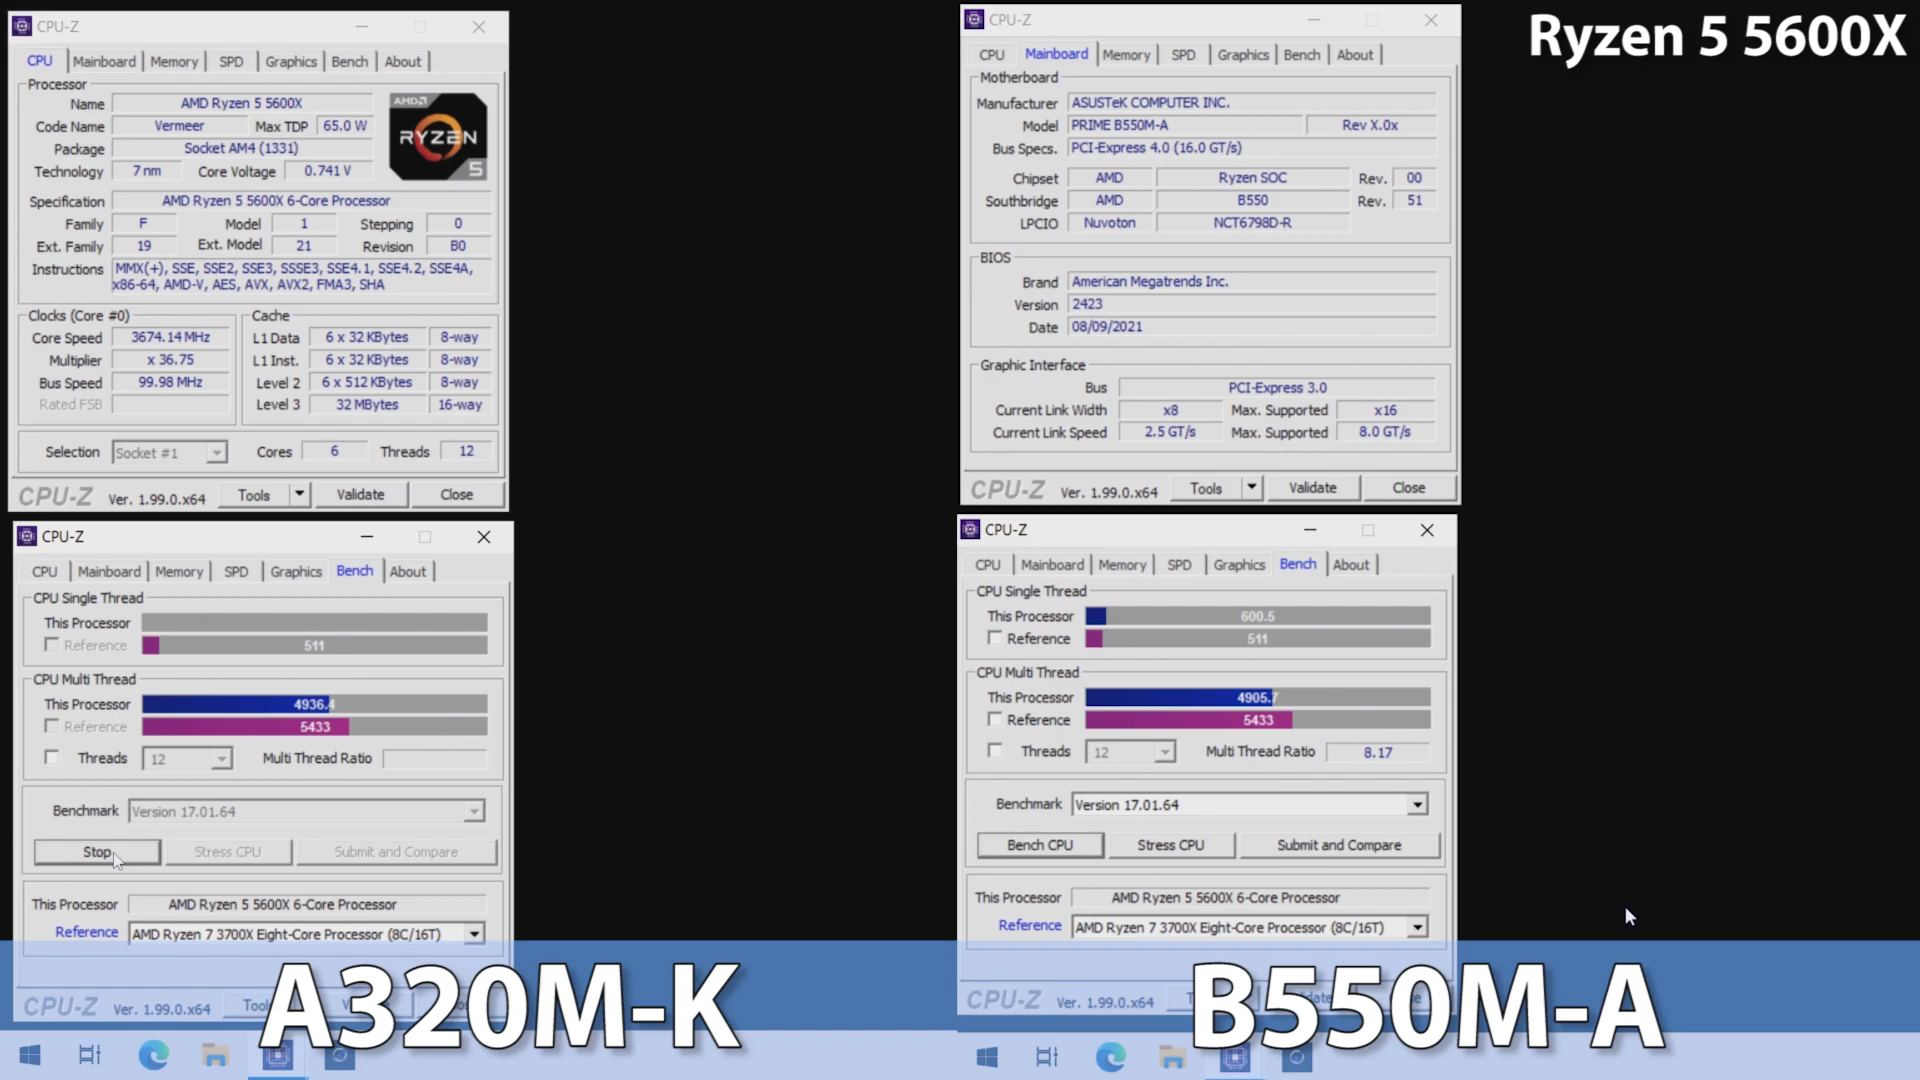 Ryzen 5 5600X
CPU-Z
CPU Mainboard Memory SPD Graphics Bench About
Processor
Name AMD Ryzen 5 5600X
Code Name Vermeer Max TDP 65.0 W
Package Socket AM4 (1331)
Technology 7 nm Core Voltage 0.741 V
AMD RYZEN 5
Specification AMD Ryzen 5 5600X 6-Core Processor
Family F Model 1 Stepping 0
Ext. Family 19 Ext. Model 21 Revision B0
Instructions MMX(+), SSE, SSE2, SSE3, SSSE3, SSE4.1, SSE4.2, SSE4A,
x86-64, AMD-V, AES, AVX, AVX2, FMA3, SHA
Clocks (Core #0)
Core Speed 3674.14 MHz
Multiplier x 36.75
Bus Speed 99.98 MHz
Rated FSB
Cache
L1 Data 6 x 32 KBytes 8-way
L1 Inst. 6 x 32 KBytes 8-way
Level 2 6 x 512 KBytes 8-way
Level 3 32 MBytes 16-way
Selection Socket #1 Cores 6 Threads 12
CPU-Z Ver. 1.99.0.x64 Tools Validate Close
CPU-Z
CPU Mainboard Memory SPD Graphics Bench About
Motherboard
Manufacturer ASUSTeK COMPUTER INC.
Model PRIME B550M-A Rev X.0x
Bus Specs. PCI-Express 4.0 (16.0 GT/s)
Chipset AMD Ryzen SOC Rev. 00
Southbridge AMD B550 Rev. 51
LPCIO Nuvoton NCT6798D-R
BIOS
Brand American Megatrends Inc.
Version 2423
Date 08/09/2021
Graphic Interface
Bus PCI-Express 3.0
Current Link Width x8 Max. Supported x16
Current Link Speed 2.5 GT/s Max. Supported 8.0 GT/s
CPU-Z Ver. 1.99.0.x64 Tools Validate Close
CPU-Z
CPU Mainboard Memory SPD Graphics Bench About
CPU Single Thread
This Processor
Reference 511
CPU Multi Thread
This Processor 4936.4
Reference 5433
Threads 12 Multi Thread Ratio
Benchmark Version 17.01.64
Stop Stress CPU Submit and Compare
This Processor AMD Ryzen 5 5600X 6-Core Processor
Reference AMD Ryzen 7 3700X Eight-Core Processor (8C/16T)
CPU-Z Ver. 1.99.0.x64
A320M-K
CPU-Z
CPU Mainboard Memory SPD Graphics Bench About
CPU Single Thread
This Processor 600.5
Reference 511
CPU Multi Thread
This Processor 4905.7
Reference 5433
Threads 12 Multi Thread Ratio 8.17
Benchmark Version 17.01.64
Bench CPU Stress CPU Submit and Compare
This Processor AMD Ryzen 5 5600X 6-Core Processor
Reference AMD Ryzen 7 3700X Eight-Core Processor (8C/16T)
CPU-Z Ver. 1.99.0.x64
B550M-A